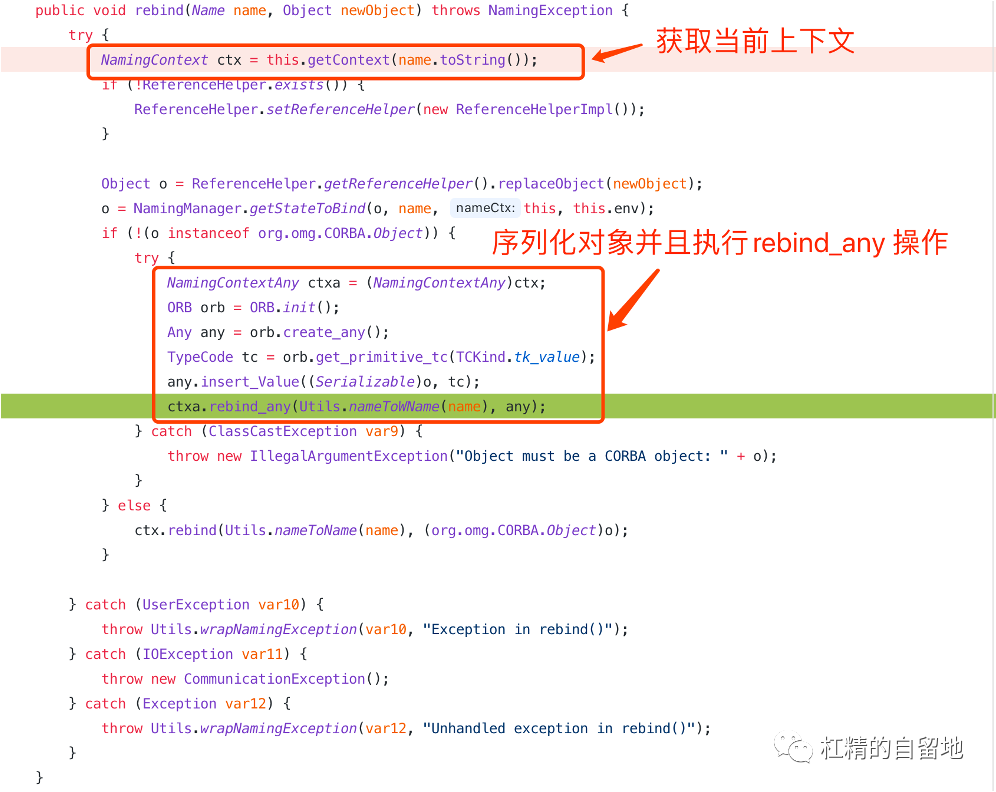 public void rebind(Name name, Object newObject) throws NamingException {
try {
NamingContext ctx = this.getContext(name.toString());
获取当前上下文
if (!ReferenceHelper.exists()) {
ReferenceHelper.setReferenceHelper(new ReferenceHelperImpl());
}
Object o = ReferenceHelper.getReferenceHelper().replaceObject(newObject);
o = NamingManager.getStateToBind(o, name, nameCtx: this, this.env);
if (!(o instanceof org.omg.CORBA.Object)) {
序列化对象并且执行 rebind_any 操作
try {
NamingContextAny ctxa = (NamingContextAny)ctx;
ORB orb = ORB.init();
Any any = orb.create_any();
TypeCode tc = orb.get_primitive_tc(TCKind.tk_value);
any.insert_Value((Serializable)o, tc);
ctxa.rebind_any(Utils.nameToWName(name), any);
} catch (ClassCastException var9) {
throw new IllegalArgumentException("Object must be a CORBA object: " + o);
}
} else {
ctx.rebind(Utils.nameToName(name), (org.omg.CORBA.Object)o);
}
} catch (UserException var10) {
throw Utils.wrapNamingException(var10, "Exception in rebind()");
} catch (IOException var11) {
throw new CommunicationException();
} catch (Exception var12) {
throw Utils.wrapNamingException(var12, "Unhandled exception in rebind()");
}
}
杠精的自留地